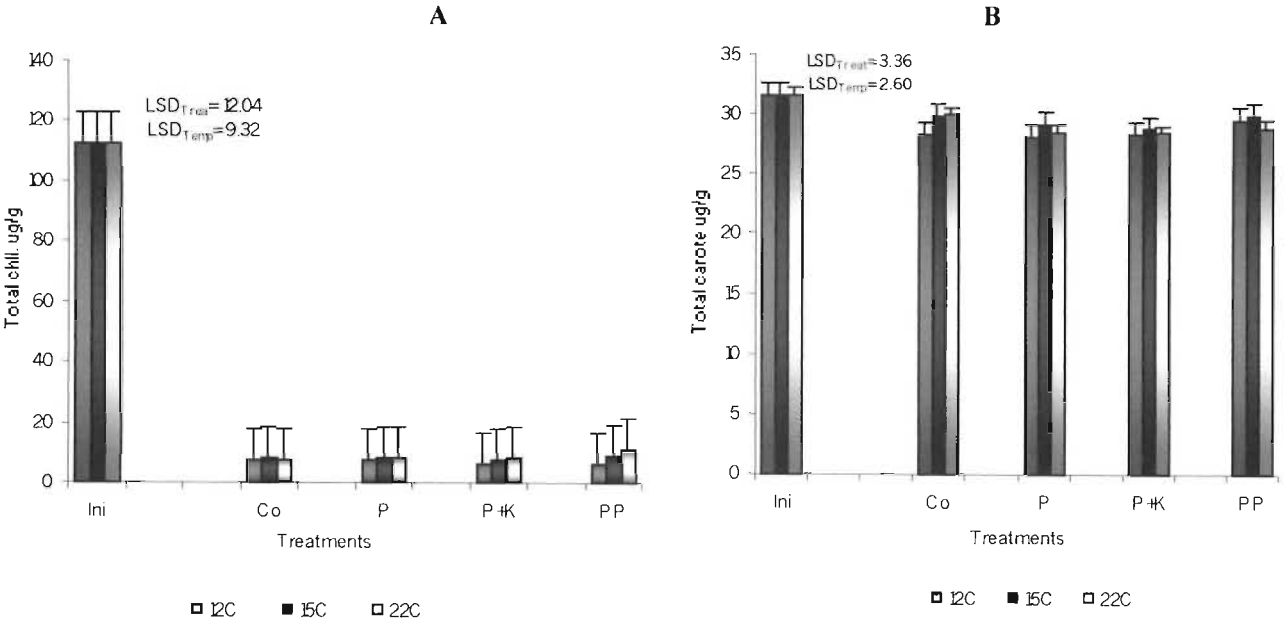 A
140
120
100
80
60
40
20
0
Total chll. ug/g
LSDTrea=12.04
LSDTemp=9.32
Ini
Co
P
P+K
PP
Treatments
12C
15C
22C
B
35
30
25
20
15
10
5
0
Total carote ug/g
LSDTreat=3.36
LSDTemp=2.60
Ini
Co
P
P+K
PP
Treatments
12C
15C
22C